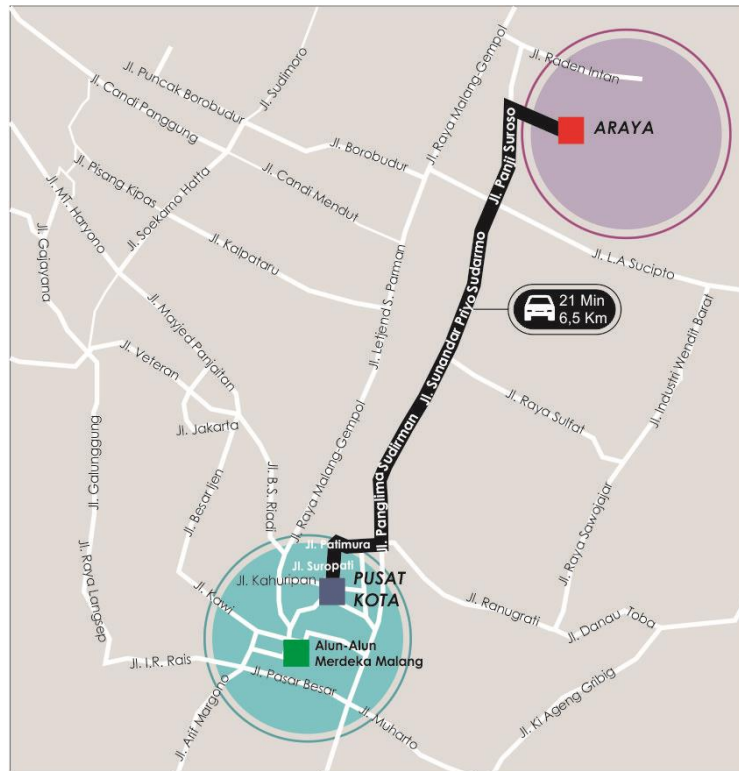 Jl. Raden Intan
Jl. Sudimoro
Jl. Puncak Borobudur
Jl. Candi Panggung
Jl. Raya Malang-Gempol
ARAYA
Jl. Panji Suroso
Jl. Borobudur
Jl. Pisang Kipas
Jl. Candi Mendut
Jl. MT. Haryono
Jl. Soekarno Hatta
Jl. Gajayana
Jl. Kalpataru
Jl. L.A Sucipto
Jl. Sunandar Priyo Sudarmo
21 Min
6,5 Km
Jl. Letjend S. Parman
Jl. Mayjed Panjaitan
Jl. Industri Wendit Barat
Jl. Veteran
Jl. Raya Sulfat
Jl. Jakarta
Jl. Galunggung
Jl. Besar Ijen
Jl. B.S. Riadi
Jl. Raya Malang-Gempol
Jl. Panglima Sudirman
Jl. Raya Sawojajar
Jl. Patimura
Jl. Suropati
Jl. Kahuripan
PUSAT
KOTA
Jl. Raya Langsep
Jl. Kawi
Jl. Ranugrati
Jl. Danau Toba
Alun-Alun
Merdeka Malang
Jl. I.R. Rais
Jl. Pasar Besar
Jl. Arif Margono
Jl. Muharto
Jl. Ki Ageng Gribig